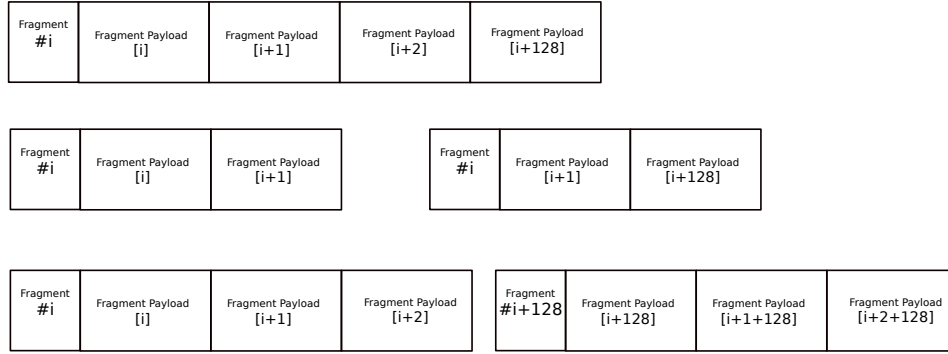 Fragment
#i
Fragment Payload
[i]
Fragment Payload
[i+1]
Fragment Payload
[i+2]
Fragment Payload
[i+128]
Fragment
#i
Fragment Payload
[i]
Fragment Payload
[i+1]
Fragment
#i
Fragment Payload
[i+1]
Fragment Payload
[i+128]
Fragment
#i
Fragment Payload
[i]
Fragment Payload
[i+1]
Fragment Payload
[i+2]
Fragment
#i+128
Fragment Payload
[i+128]
Fragment Payload
[i+1+128]
Fragment Payload
[i+2+128]